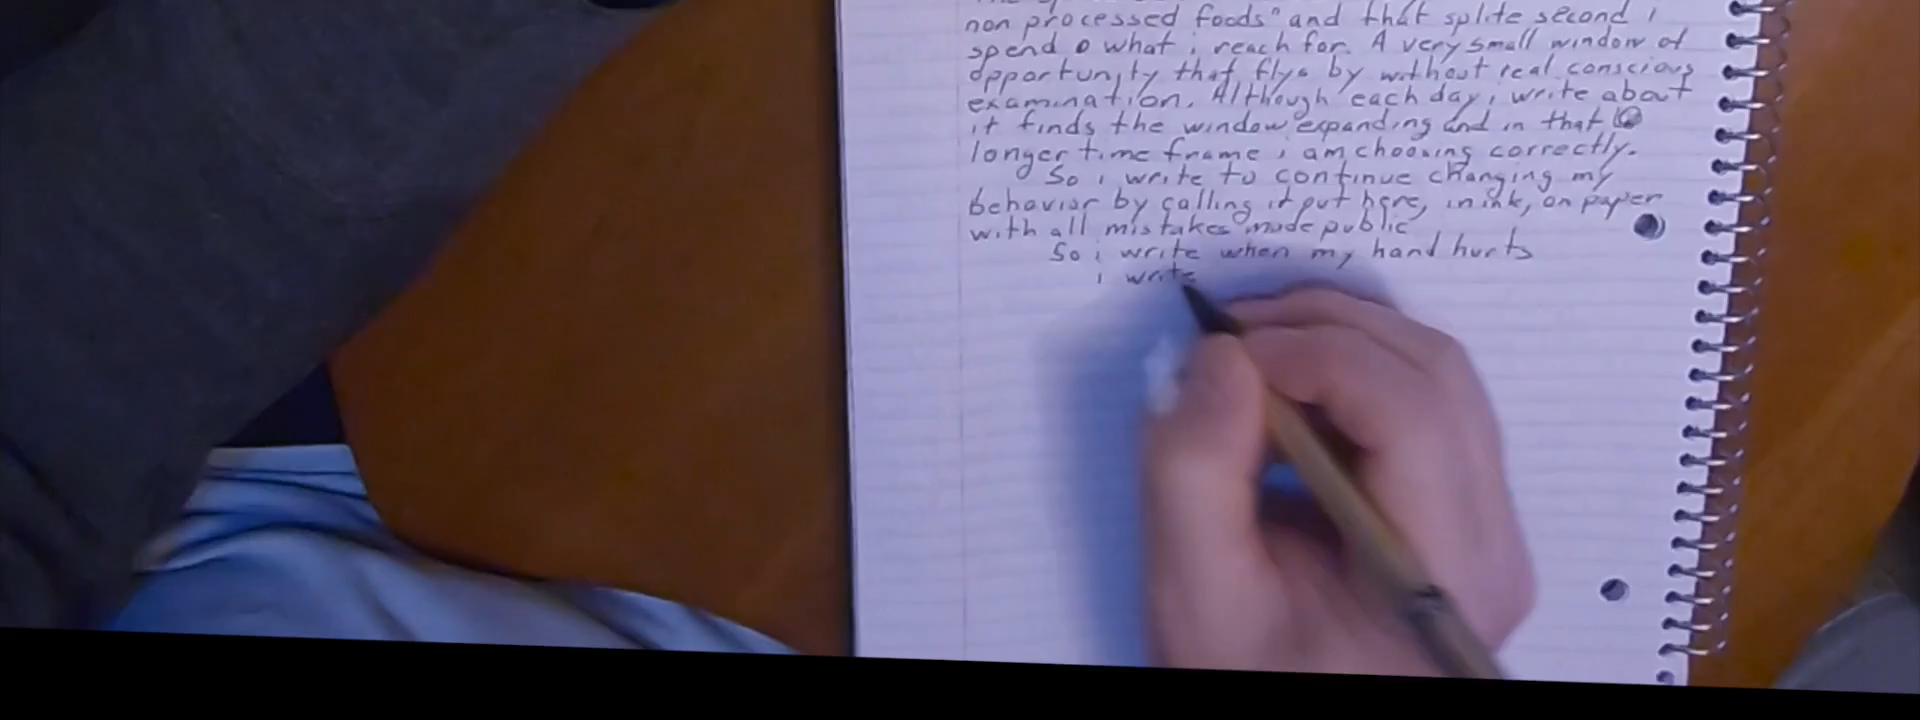 non processed foods" and that splite second i
spend o what i reach for. A very small window of
opportunity that flys by without real conscious
examination. Although each day i write about
it finds the window expanding and in that
longer time frame i am choosing correctly.
So i write to continue changing my
behavior by calling it out here, in ink, on paper
with all mistakes made public
So i write when my hand hurts
i write